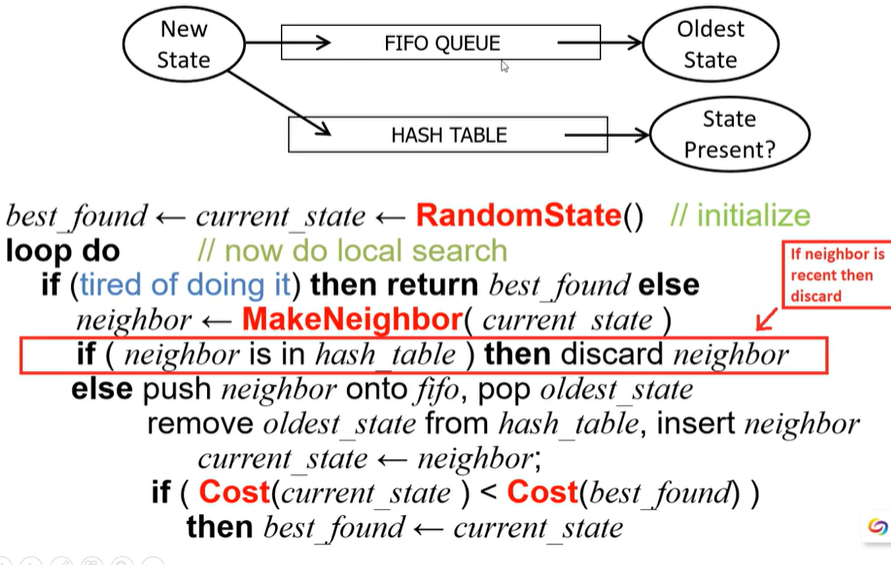 New
State
FIFO QUEUE
Oldest
State
HASH TABLE
State
Present?
best_found ← current_state ← RandomState() // initialize
loop do // now do local search
if (tired of doing it) then return best_found else
If neighbor is
recent then
discard
neighbor ← MakeNeighbor( current_state )
if ( neighbor is in hash_table ) then discard neighbor
else push neighbor onto fifo, pop oldest_state
remove oldest_state from hash_table, insert neighbor
current_state ← neighbor;
if ( Cost(current_state ) < Cost(best_found) )
then best_found ← current_state